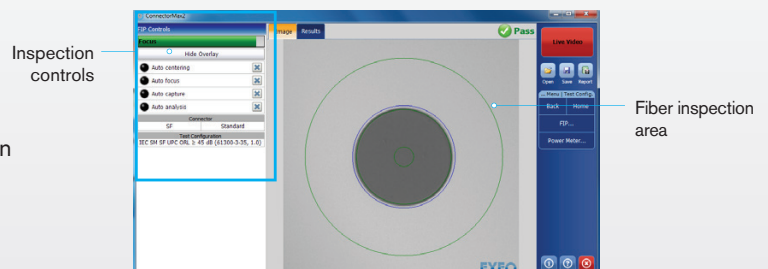 ConnectorMax2
FIP Controls
Focus
Hide Overlay
Auto centering
Auto focus
Auto capture
Auto analysis
Connector
SF Standard
Test Configuration
IEC SM SF UPC ORL ≥ 45 dB (61300-3-35, 1.0)
Image Results
Pass
Live Video
Open Save Report
Menu | Test Config.
Back Home
FIP...
Power Meter...
EXFO
Inspection
controls
n
Fiber inspection
area